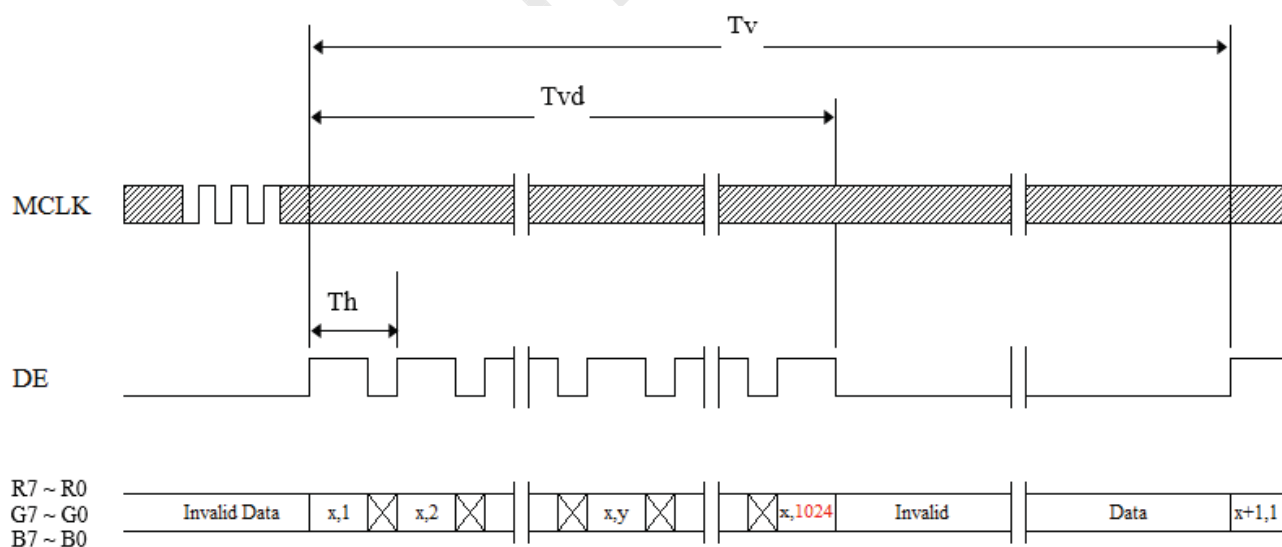 Tv
Tvd
MCLK
Th
DE
R7 ~ R0
G7 ~ G0
B7 ~ B0
Invalid Data x,1 x,2 x,y x,1024 Invalid Data x+1,1